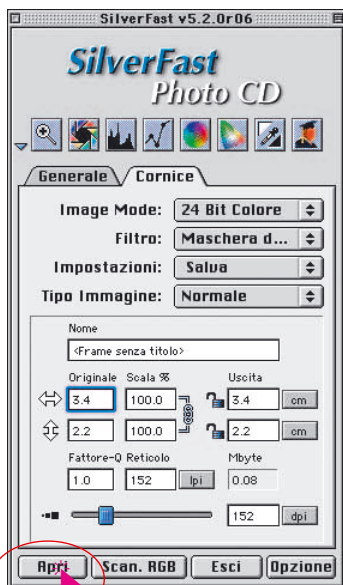 SilverFast v5.2.0r06
SilverFast
Photo CD
Generale Cornice
Image Mode: 24 Bit Colore
Filtro: Maschera d...
Impostazioni: Salva
Tipo Immagine: Normale
Nome
<Frame senza titolo>
Originale Scala % Uscita
3.4 100.0 3.4 cm
2.2 100.0 2.2 cm
Fattore-Q Reticolo Mbyte
1.0 152 lpi 0.08
152 dpi
Apri Scan. RGB Esci Opzione